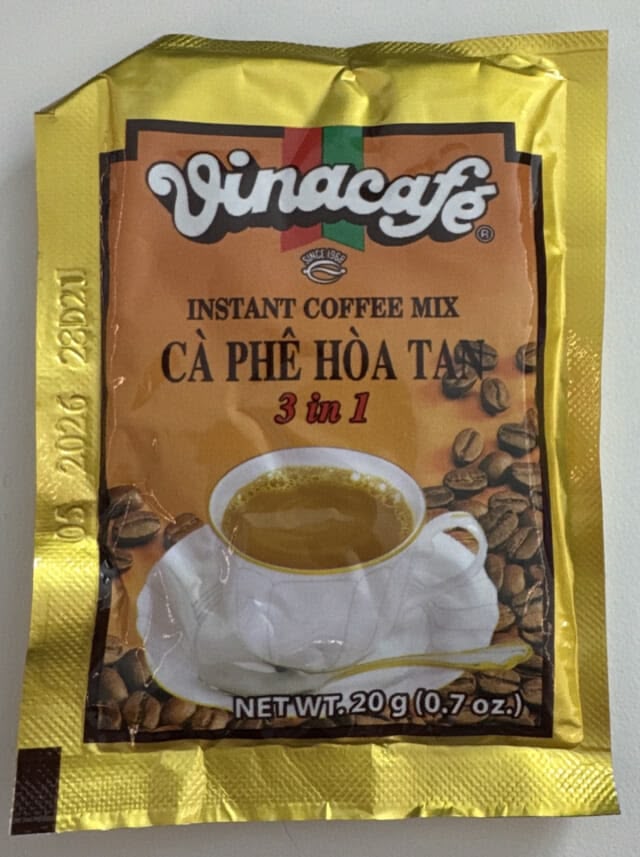 Vinacafé ®
SINCE 1968
INSTANT COFFEE MIX
CÀ PHÊ HÒA TAN
3 in 1
NET WT. 20 g (0.7 oz.)
05 2026 28D21